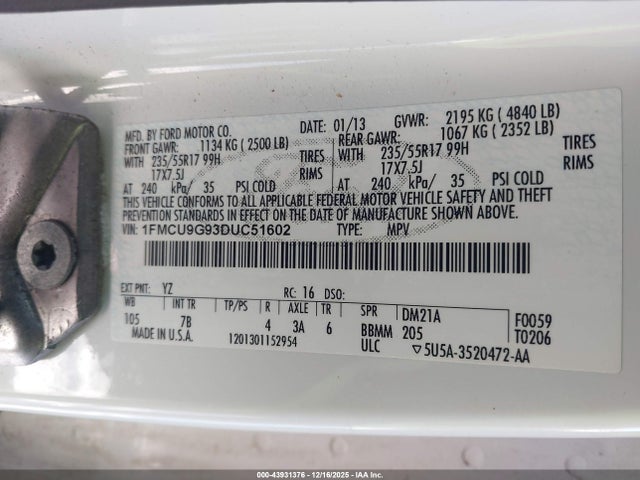 MFD. BY FORD MOTOR CO. DATE: 01/13 GVWR: 2195 KG ( 4840 LB)
FRONT GAWR: 1134 KG ( 2500 LB) REAR GAWR: 1067 KG ( 2352 LB)
WITH 235/55R17 99H TIRES WITH 235/55R17 99H TIRES
17X7.5J RIMS 17X7.5J RIMS
AT 240 kPa/ 35 PSI COLD AT 240 kPa/ 35 PSI COLD
THIS VEHICLE CONFORMS TO ALL APPLICABLE FEDERAL MOTOR VEHICLE SAFETY AND THEFT
PREVENTION STANDARDS IN EFFECT ON THE DATE OF MANUFACTURE SHOWN ABOVE.
VIN: 1FMCU9G93DUC51602 TYPE: MPV
EXT PNT: YZ RC: 16 DSO:
WB INT TR TP/PS R AXLE TR SPR DM21A F0059
105 7B 4 3A 6 BBMM 205 T0206
MADE IN U.S.A. 1201301152954 ULC 5U5A-3520472-AA
000-43931376 | 12/16/2025 | IAA Inc.